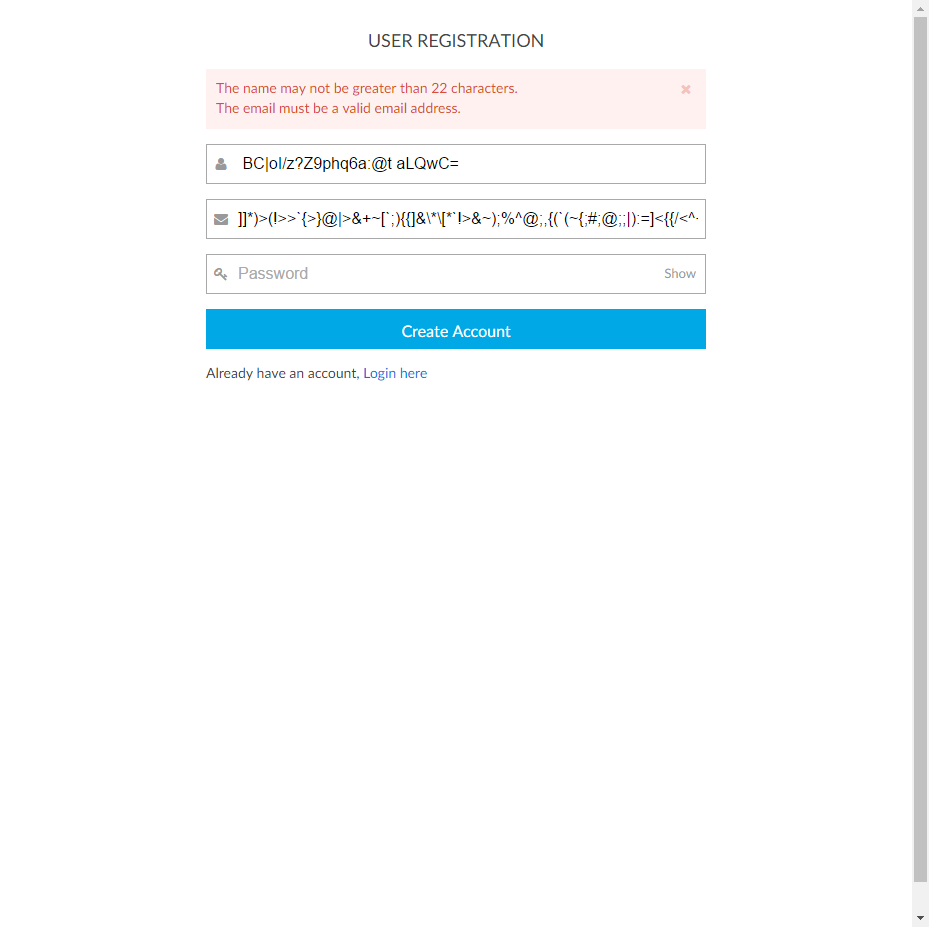 USER REGISTRATION
The name may not be greater than 22 characters.
The email must be a valid email address.
BC|oI/z?Z9phq6a:@t aLQwC=
]]*)>(!>>`{>}@|>&+~[`;){{]&\*\[*`!>&~);%^@;,{(`(~{;#;@;;|):=]<{{/<^·
Password
Show
Create Account
Already have an account, Login here